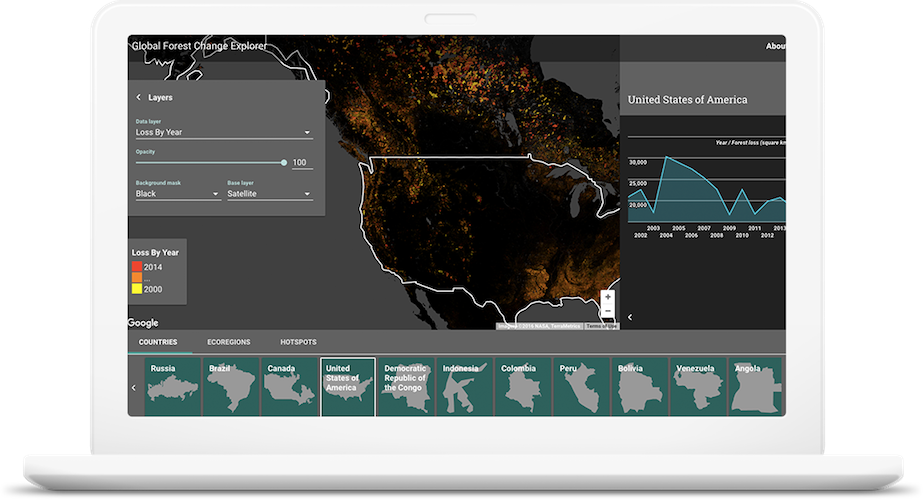 Global Forest Change Explorer
Abou
Layers
Data layer
Loss By Year
Opacity
100
Background mask
Base layer
Black
Satellite
Loss By Year
2014
...
2000
Google
Imagery ©2016 NASA, TerraMetrics
Terms of Use
United States of America
Year / Forest loss (square km
30,000
25,000
20,000
2003 2005 2007 2009 2011 2013
2002 2004 2006 2008 2010 2012
COUNTRIES
ECOREGIONS
HOTSPOTS
Russia
Brazil
Canada
United
States of
America
Democratic
Republic of
the Congo
Indonesia
Colombia
Peru
Bolivia
Venezuela
Angola